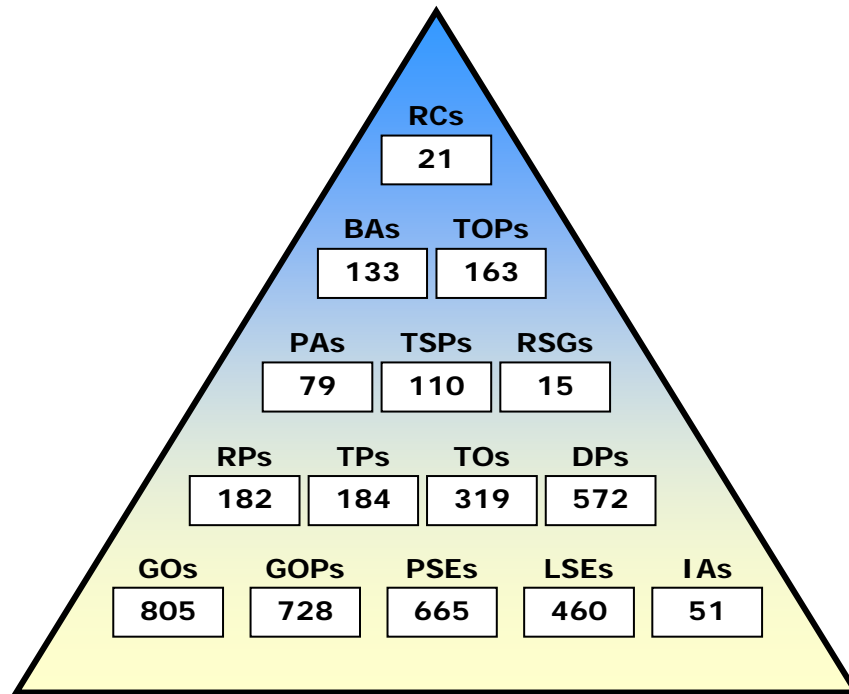 RCs
21
BAs TOPs
133 163
PAs TSPs RSGs
79 110 15
RPs TPs TOs DPs
182 184 319 572
GOs GOPs PSEs LSEs IAs
805 728 665 460 51